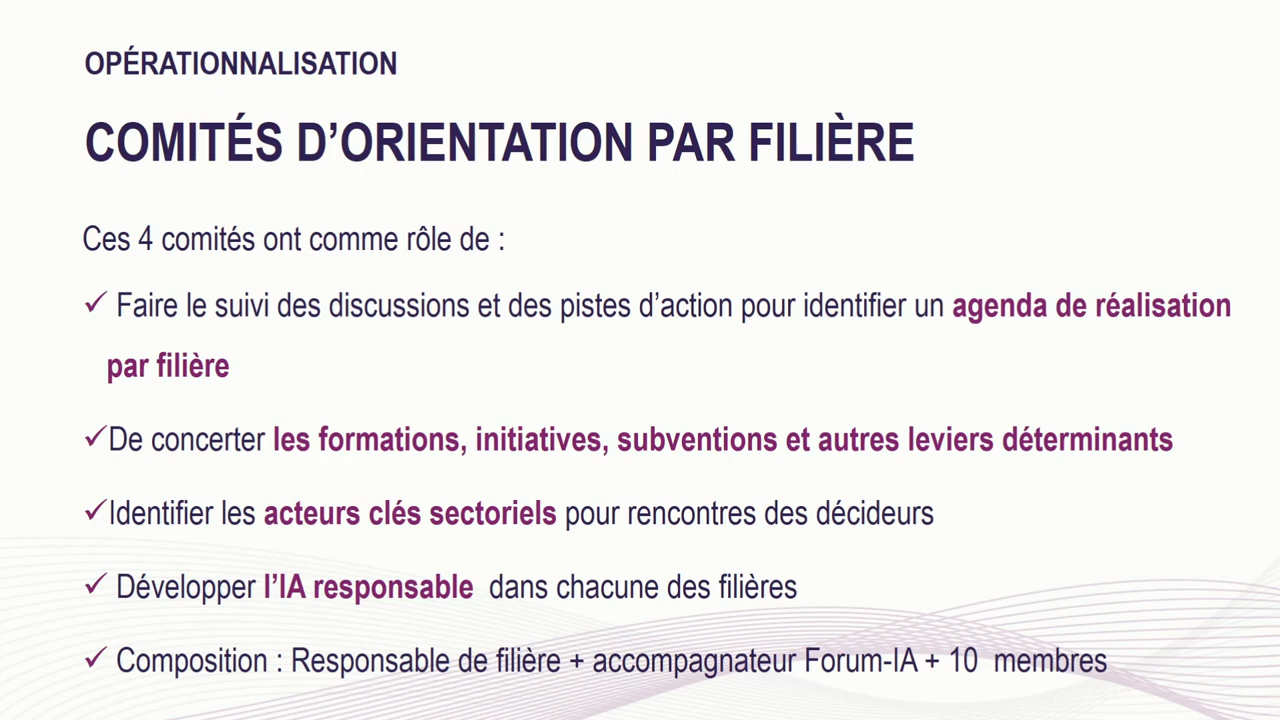 OPÉRATIONNALISATION
COMITÉS D’ORIENTATION PAR FILIÈRE
Ces 4 comités ont comme rôle de :
✓ Faire le suivi des discussions et des pistes d’action pour identifier un agenda de réalisation
par filière
✓De concerter les formations, initiatives, subventions et autres leviers déterminants
✓Identifier les acteurs clés sectoriels pour rencontres des décideurs
✓ Développer l’IA responsable dans chacune des filières
✓ Composition : Responsable de filière + accompagnateur Forum-IA + 10 membres